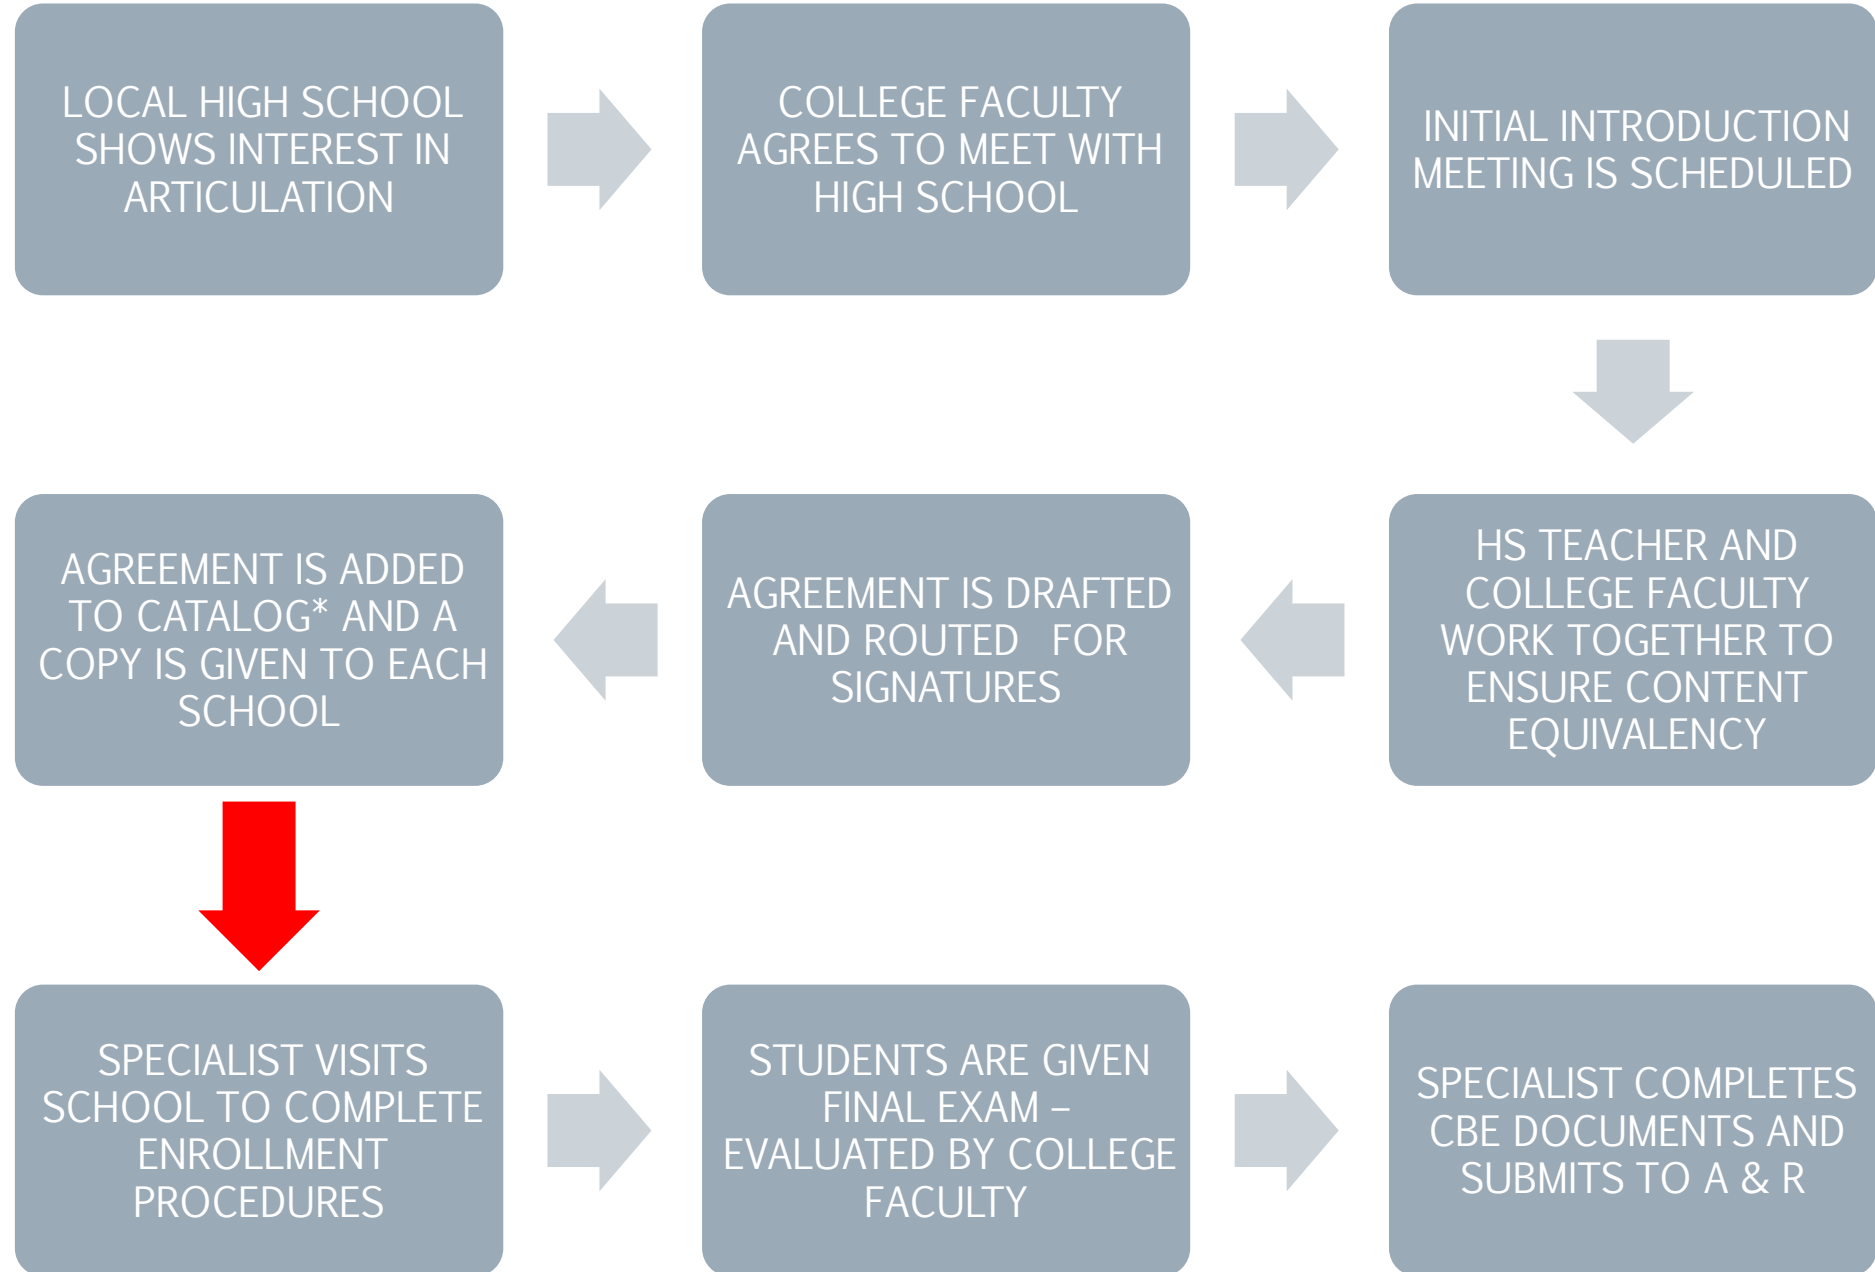 LOCAL HIGH SCHOOL
SHOWS INTEREST IN
ARTICULATION
COLLEGE FACULTY
AGREES TO MEET WITH
HIGH SCHOOL
INITIAL INTRODUCTION
MEETING IS SCHEDULED
HS TEACHER AND
COLLEGE FACULTY
WORK TOGETHER TO
ENSURE CONTENT
EQUIVALENCY
AGREEMENT IS DRAFTED
AND ROUTED FOR
SIGNATURES
AGREEMENT IS ADDED
TO CATALOG* AND A
COPY IS GIVEN TO EACH
SCHOOL
SPECIALIST VISITS
SCHOOL TO COMPLETE
ENROLLMENT
PROCEDURES
STUDENTS ARE GIVEN
FINAL EXAM –
EVALUATED BY COLLEGE
FACULTY
SPECIALIST COMPLETES
CBE DOCUMENTS AND
SUBMITS TO A & R